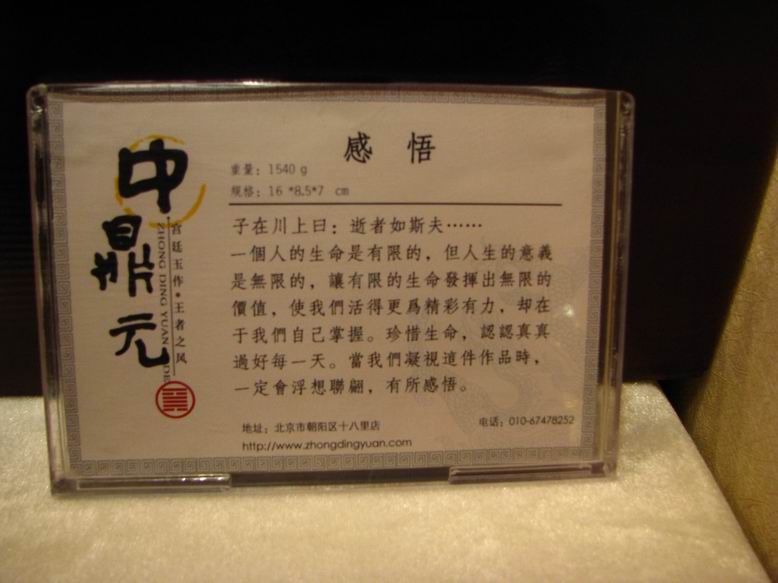 中鼎元
宫廷玉作•王者之风
感 悟
重量：1540 g
规格：16 *8.5*7 cm
子在川上曰：逝者如斯夫……
一個人的生命是有限的，但人生的意義
是無限的，讓有限的生命發揮出無限的
價值，使我們活得更爲精彩有力，却在
于我們自己掌握。珍惜生命，認認真真
過好每一天。當我們凝視這件作品時，
一定會浮想聯翩，有所感悟。
地址：北京市朝阳区十八里店
电话：010-67478252
http://www.zhongdingyuan.com
ZHONG DING YUAN